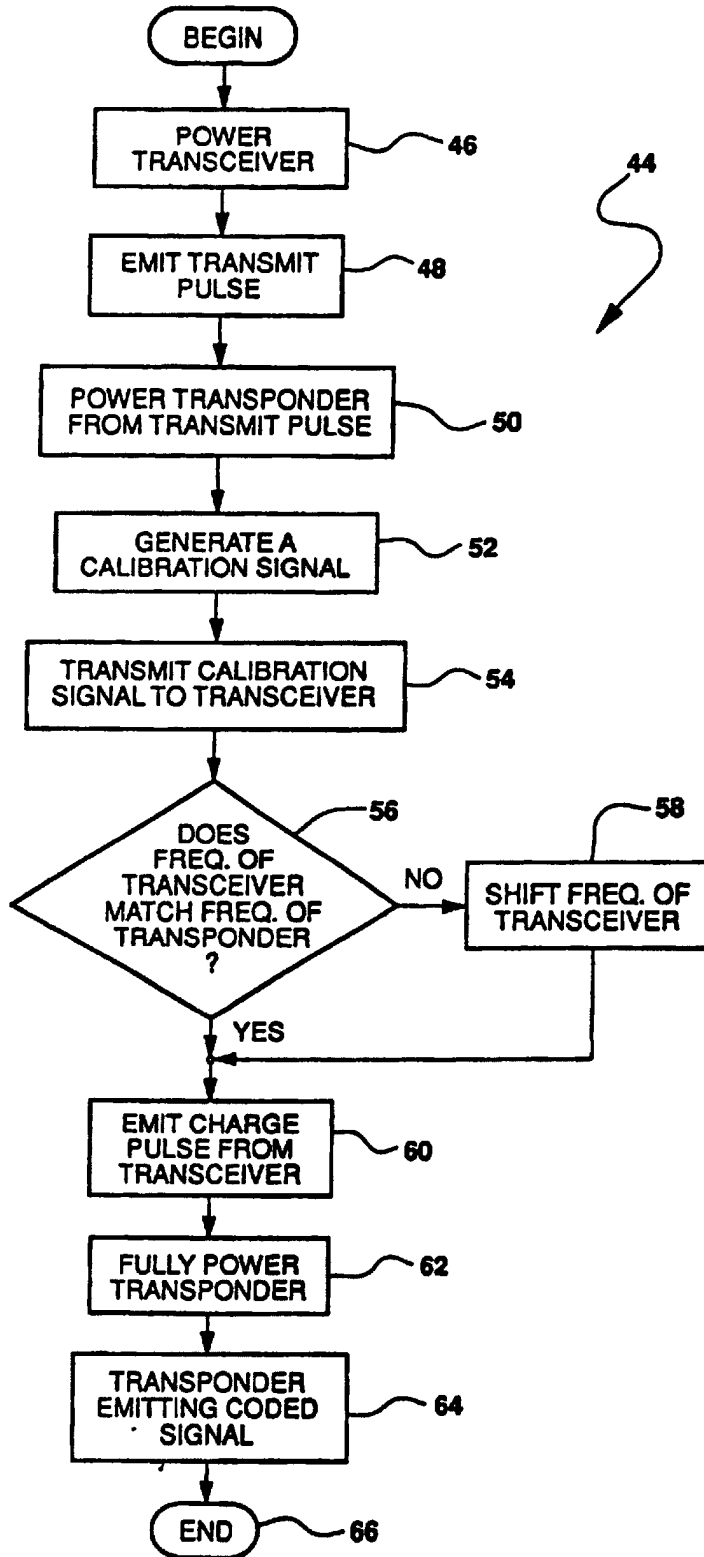 BEGIN
POWER
TRANSCEIVER
46
44
EMIT TRANSMIT
PULSE
48
POWER TRANSPONDER
FROM TRANSMIT PULSE
50
GENERATE A
CALIBRATION SIGNAL
52
TRANSMIT CALIBRATION
SIGNAL TO TRANSCEIVER
54
56
DOES
FREQ. OF
TRANSCEIVER
MATCH FREQ. OF
TRANSPONDER
?
NO
58
SHIFT FREQ. OF
TRANSCEIVER
YES
EMIT CHARGE
PULSE FROM
TRANSCEIVER
60
FULLY POWER
TRANSPONDER
62
TRANSPONDER
EMITTING CODED
SIGNAL
64
END
66